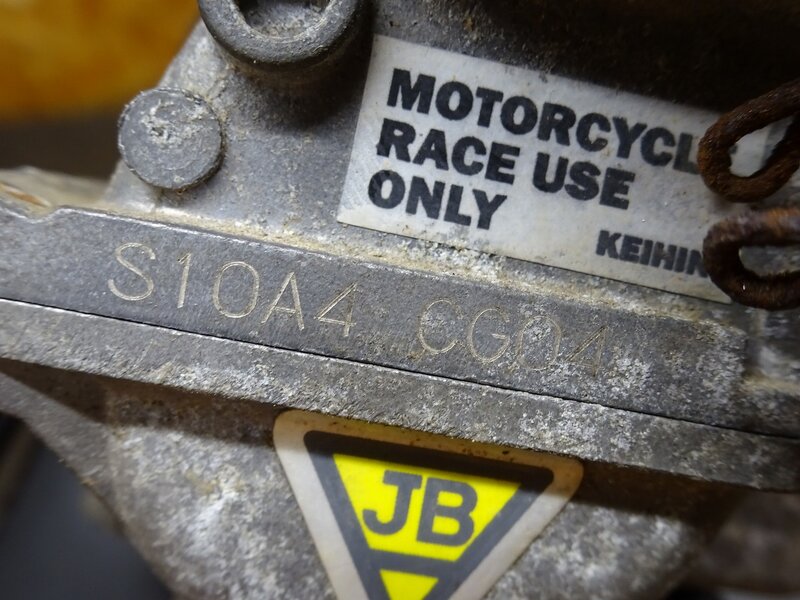 MOTORCYCL
RACE USE
ONLY
KEIHIN
S10A4 CG04
JB